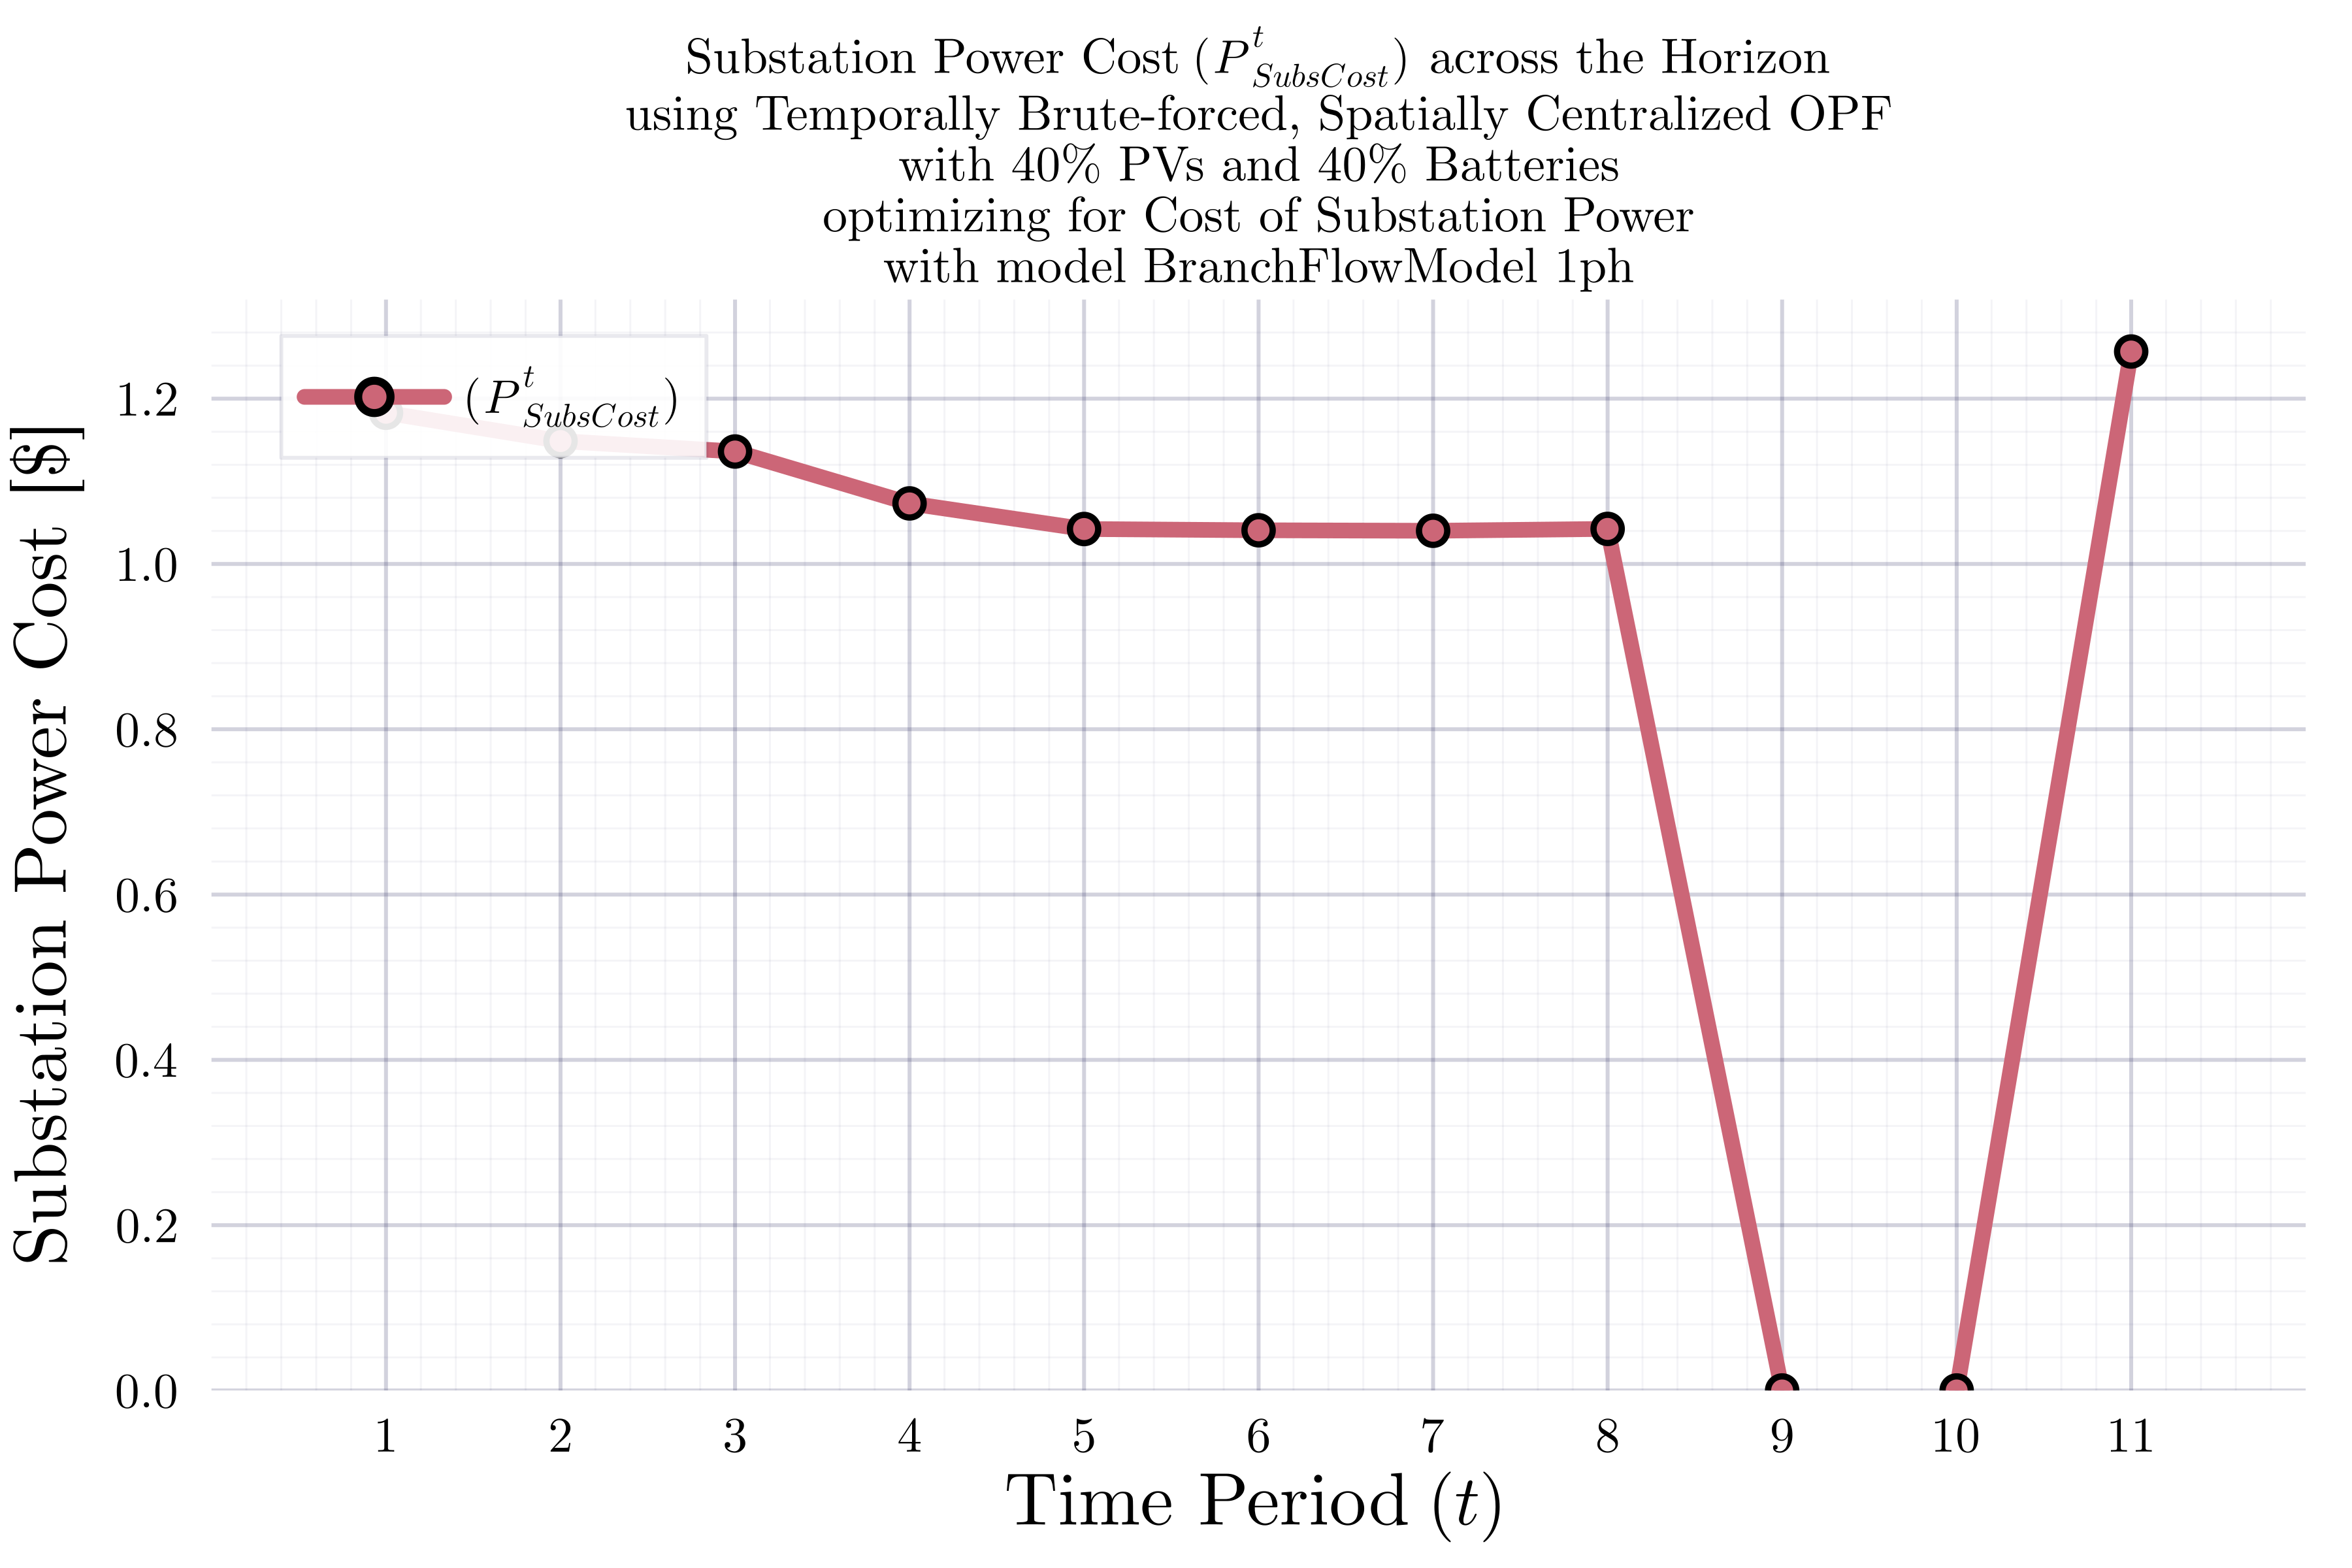 Substation Power Cost (P^t_SubsCost) across the Horizon
using Temporally Brute-forced, Spatially Centralized OPF
with 40% PVs and 40% Batteries
optimizing for Cost of Substation Power
with model BranchFlowModel 1ph
(P^t_SubsCost)
Substation Power Cost [$]
1.2
1.0
0.8
0.6
0.4
0.2
0.0
1 2 3 4 5 6 7 8 9 10 11
Time Period (t)